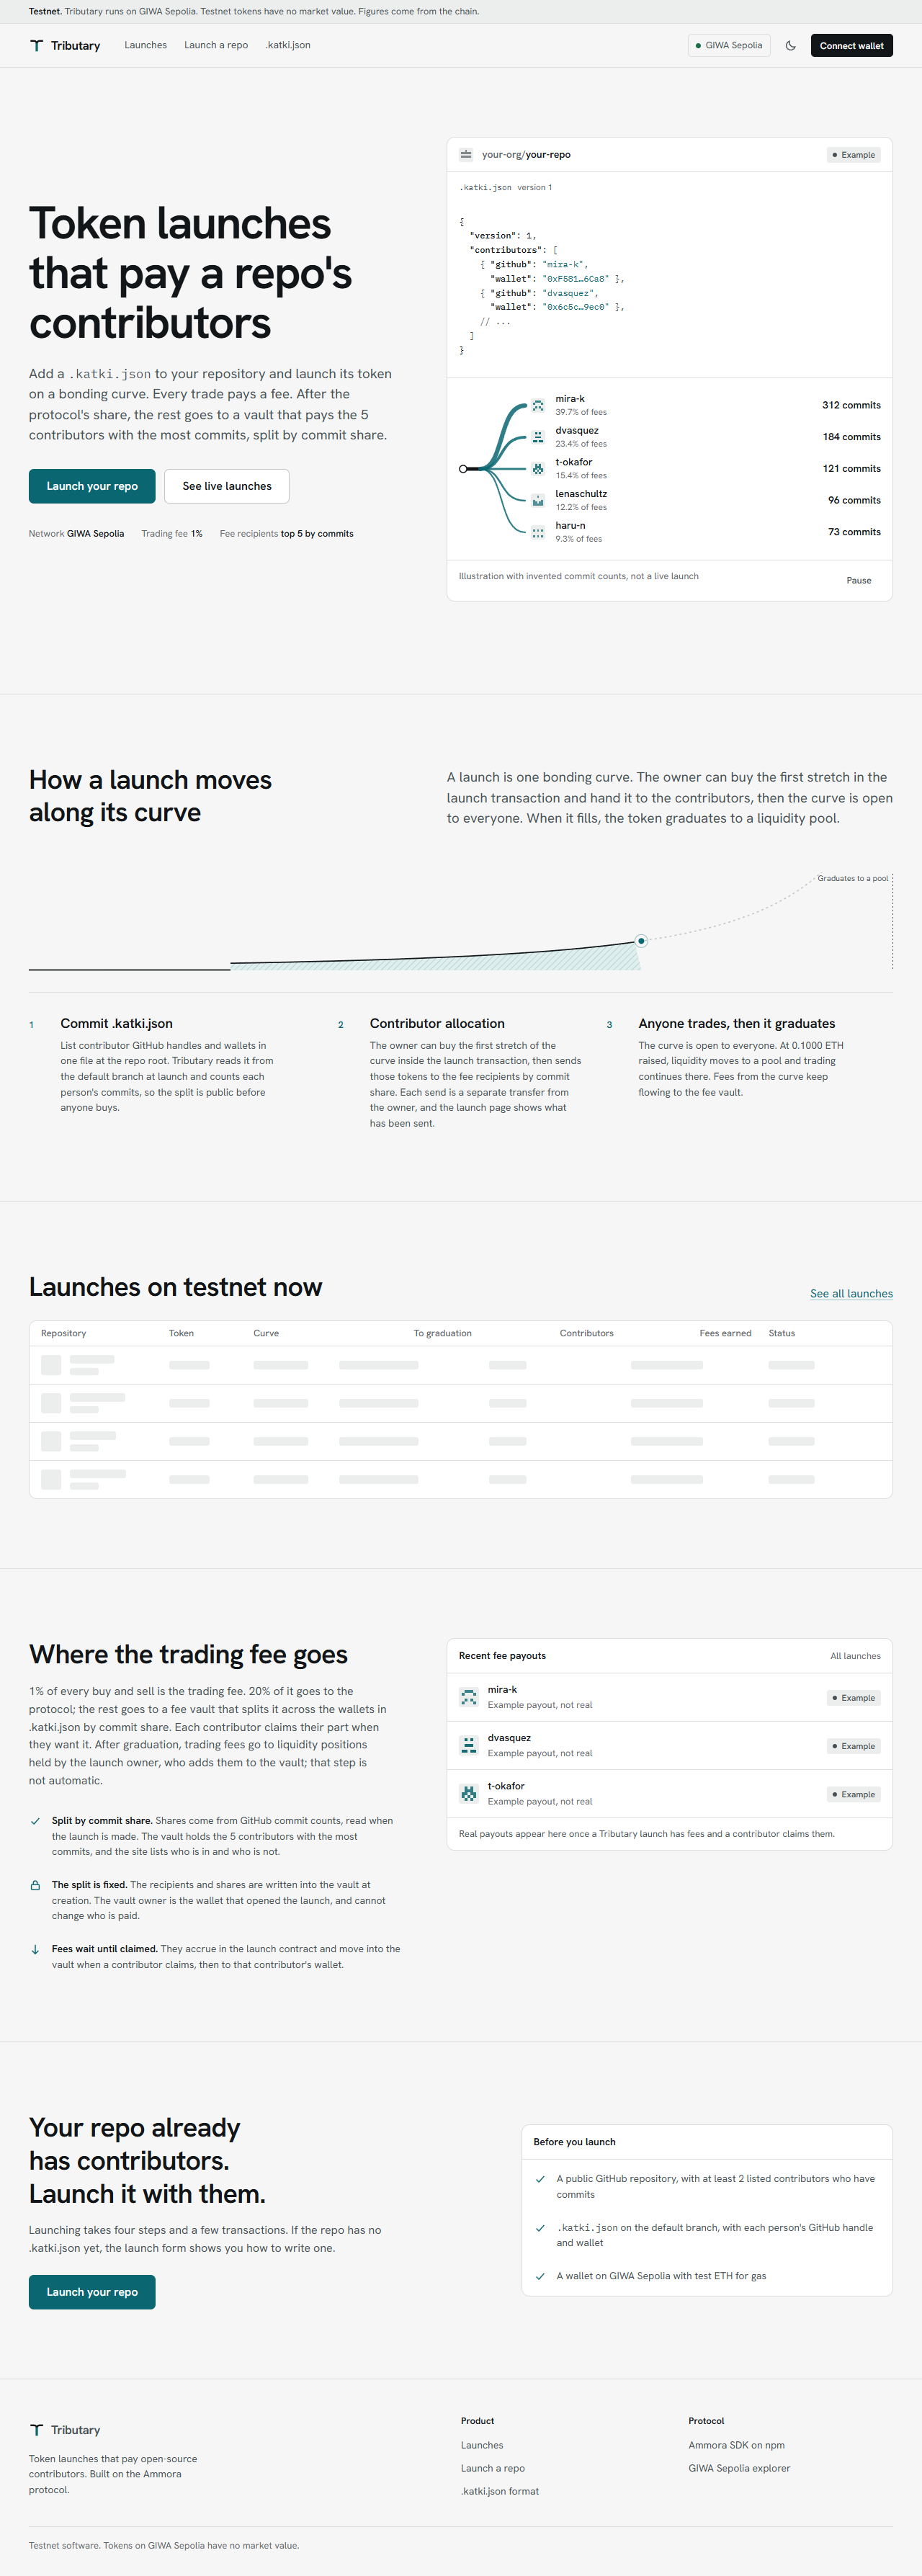 Testnet. Tributary runs on GIWA Sepolia. Testnet tokens have no market value. Figures come from the chain.
Tributary
Launches
Launch a repo
.katki.json
GIWA Sepolia
Connect wallet
Token launches
that pay a repo's
contributors
Add a .katki.json to your repository and launch its token
on a bonding curve. Every trade pays a fee. After the
protocol's share, the rest goes to a vault that pays the 5
contributors with the most commits, split by commit share.
Launch your repo
See live launches
Network GIWA Sepolia
Trading fee 1%
Fee recipients top 5 by commits
your-org/your-repo
Example
.katki.json version 1
{
"version": 1,
"contributors": [
{ "github": "mira-k",
"wallet": "0xF581…6Ca8" },
{ "github": "dvasquez",
"wallet": "0x6c5c…9ec0" },
// ...
]
}
mira-k
39.7% of fees
312 commits
dvasquez
23.4% of fees
184 commits
t-okafor
15.4% of fees
121 commits
lenaschultz
12.2% of fees
96 commits
haru-n
9.3% of fees
73 commits
Illustration with invented commit counts, not a live launch
Pause
How a launch moves
along its curve
A launch is one bonding curve. The owner can buy the first stretch in the
launch transaction and hand it to the contributors, then the curve is open
to everyone. When it fills, the token graduates to a liquidity pool.
Graduates to a pool
1
Commit .katki.json
List contributor GitHub handles and wallets in
one file at the repo root. Tributary reads it from
the default branch at launch and counts each
person's commits, so the split is public before
anyone buys.
2
Contributor allocation
The owner can buy the first stretch of the
curve inside the launch transaction, then sends
those tokens to the fee recipients by commit
share. Each send is a separate transfer from
the owner, and the launch page shows what
has been sent.
3
Anyone trades, then it graduates
The curve is open to everyone. At 0.1000 ETH
raised, liquidity moves to a pool and trading
continues there. Fees from the curve keep
flowing to the fee vault.
Launches on testnet now
See all launches
Repository
Token
Curve
To graduation
Contributors
Fees earned
Status
Where the trading fee goes
1% of every buy and sell is the trading fee. 20% of it goes to the
protocol; the rest goes to a fee vault that splits it across the wallets in
.katki.json by commit share. Each contributor claims their part when
they want it. After graduation, trading fees go to liquidity positions
held by the launch owner, who adds them to the vault; that step is
not automatic.
Split by commit share. Shares come from GitHub commit counts, read when
the launch is made. The vault holds the 5 contributors with the most
commits, and the site lists who is in and who is not.
The split is fixed. The recipients and shares are written into the vault at
creation. The vault owner is the wallet that opened the launch, and cannot
change who is paid.
Fees wait until claimed. They accrue in the launch contract and move into the
vault when a contributor claims, then to that contributor's wallet.
Recent fee payouts
All launches
mira-k
Example payout, not real
Example
dvasquez
Example payout, not real
Example
t-okafor
Example payout, not real
Example
Real payouts appear here once a Tributary launch has fees and a contributor claims them.
Your repo already
has contributors.
Launch it with them.
Launching takes four steps and a few transactions. If the repo has no
.katki.json yet, the launch form shows you how to write one.
Launch your repo
Before you launch
A public GitHub repository, with at least 2 listed contributors who have
commits
.katki.json on the default branch, with each person's GitHub handle
and wallet
A wallet on GIWA Sepolia with test ETH for gas
Tributary
Token launches that pay open-source
contributors. Built on the Ammora
protocol.
Product
Launches
Launch a repo
.katki.json format
Protocol
Ammora SDK on npm
GIWA Sepolia explorer
Testnet software. Tokens on GIWA Sepolia have no market value.